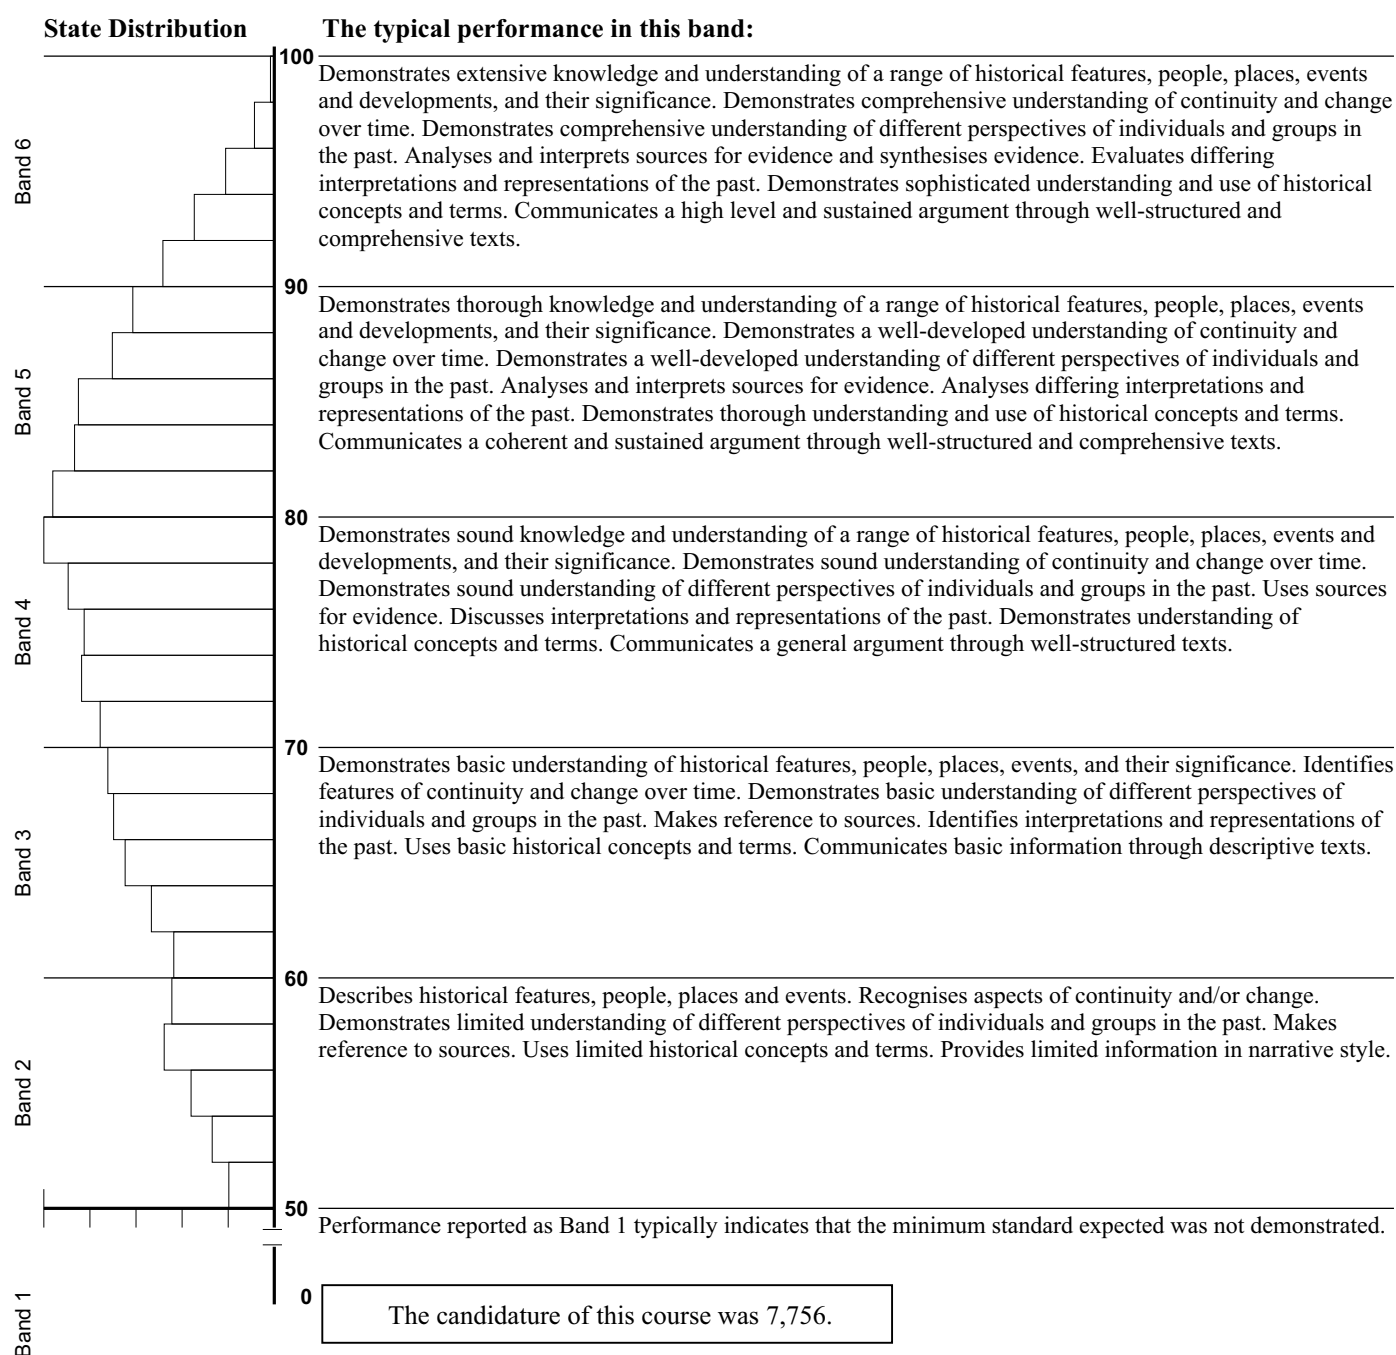 State Distribution
The typical performance in this band:
100
Demonstrates extensive knowledge and understanding of a range of historical features, people, places, events
and developments, and their significance. Demonstrates comprehensive understanding of continuity and change
over time. Demonstrates comprehensive understanding of different perspectives of individuals and groups in
the past. Analyses and interprets sources for evidence and synthesises evidence. Evaluates differing
interpretations and representations of the past. Demonstrates sophisticated understanding and use of historical
concepts and terms. Communicates a high level and sustained argument through well-structured and
comprehensive texts.
Band 6
90
Demonstrates thorough knowledge and understanding of a range of historical features, people, places, events
and developments, and their significance. Demonstrates a well-developed understanding of continuity and
change over time. Demonstrates a well-developed understanding of different perspectives of individuals and
groups in the past. Analyses and interprets sources for evidence. Analyses differing interpretations and
representations of the past. Demonstrates thorough understanding and use of historical concepts and terms.
Communicates a coherent and sustained argument through well-structured and comprehensive texts.
Band 5
80
Demonstrates sound knowledge and understanding of a range of historical features, people, places, events and
developments, and their significance. Demonstrates sound understanding of continuity and change over time.
Demonstrates sound understanding of different perspectives of individuals and groups in the past. Uses sources
for evidence. Discusses interpretations and representations of the past. Demonstrates understanding of
historical concepts and terms. Communicates a general argument through well-structured texts.
Band 4
70
Demonstrates basic understanding of historical features, people, places, events, and their significance. Identifies
features of continuity and change over time. Demonstrates basic understanding of different perspectives of
individuals and groups in the past. Makes reference to sources. Identifies interpretations and representations of
the past. Uses basic historical concepts and terms. Communicates basic information through descriptive texts.
Band 3
60
Describes historical features, people, places and events. Recognises aspects of continuity and/or change.
Demonstrates limited understanding of different perspectives of individuals and groups in the past. Makes
reference to sources. Uses limited historical concepts and terms. Provides limited information in narrative style.
Band 2
50
Performance reported as Band 1 typically indicates that the minimum standard expected was not demonstrated.
0
Band 1
The candidature of this course was 7,756.